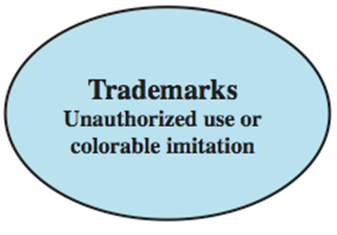 Trademarks
Unauthorized use or
colorable imitation